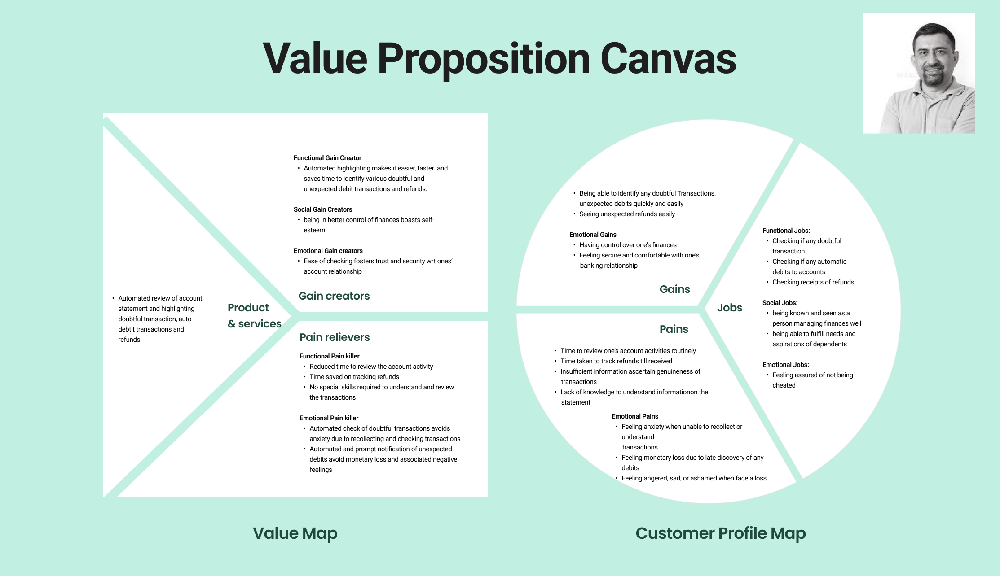 Value Proposition Canvas
Functional Gain Creator
• Automated highlighting makes it easier, faster  and
saves time to identify various doubtful and
unexpected debit transactions and refunds.
Social Gain Creators
• being in better control of finances boasts self-
esteem
Emotional Gain creators
• Ease of checking fosters trust and security wrt ones’
account relationship
Gain creators
• Automated review of account
statement and highlighting
doubtful transaction, auto
debtit transactions and
refunds
Product
& services
Pain relievers
Functional Pain killer
• Reduced time to review the account activity
• Time saved on tracking refunds
• No special skills required to understand and review
the transactions
Emotional Pain killer
• Automated check of doubtful transactions avoids
anxiety due to recollecting and checking transactions
• Automated and prompt notification of unexpected
debits avoid monetary loss and associated negative
feelings
Value Map
• Being able to identify any doubtful Transactions,
unexpected debits quickly and easily
• Seeing unexpected refunds easily
Emotional Gains
• Having control over one’s finances
• Feeling secure and comfortable with one’s
banking relationship
Gains
Jobs
Functional Jobs:
• Checking if any doubtful
transaction
• Checking if any automatic
debits to accounts
• Checking receipts of refunds
Social Jobs:
• being known and seen as a
person managing finances well
• being able to fulfill needs and
aspirations of dependents
Emotional Jobs:
• Feeling assured of not being
cheated
Pains
• Time to review one’s account activities routinely
• Time taken to track refunds till received
• Insufficient information ascertain genuineness of
transactions
• Lack of knowledge to understand informationon the
statement
Emotional Pains
• Feeling anxiety when unable to recollect or
understand
transactions
• Feeling monetary loss due to late discovery of any
debits
• Feeling angered, sad, or ashamed when face a loss
Customer Profile Map